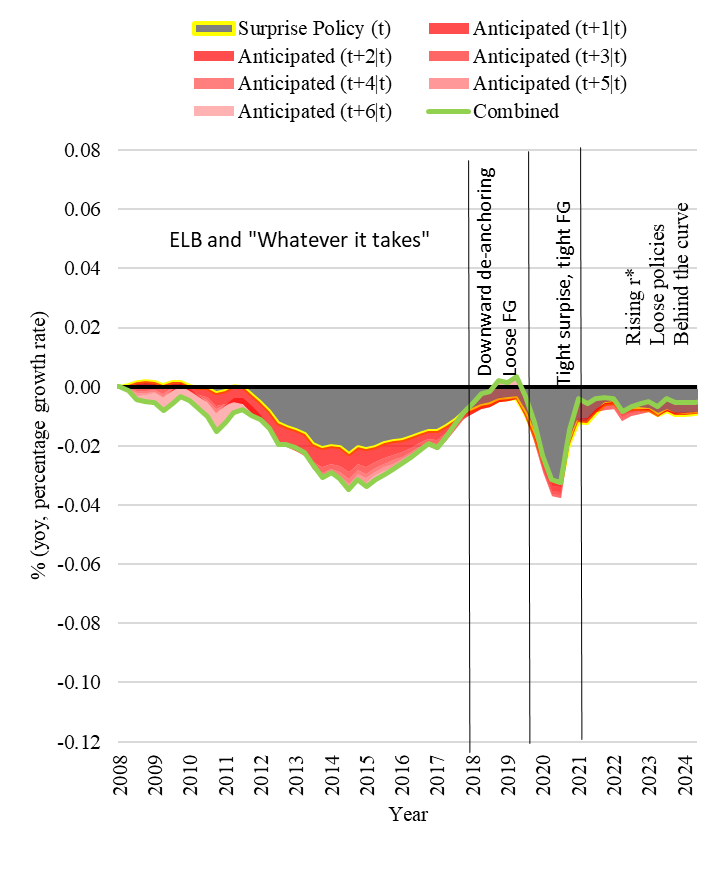 Surprise Policy (t)
Anticipated (t+1|t)
Anticipated (t+2|t)
Anticipated (t+3|t)
Anticipated (t+4|t)
Anticipated (t+5|t)
Anticipated (t+6|t)
Combined
% (yoy, percentage growth rate)
0.08
0.06
0.04
0.02
0.00
-0.02
-0.04
-0.06
-0.08
-0.10
-0.12
ELB and "Whatever it takes"
Downward de-anchoring
Loose FG
Tight surpise, tight FG
Rising r*
Loose policies
Behind the curve
2008
2009
2010
2011
2012
2013
2014
2015
2016
2017
2018
2019
2020
2021
2022
2023
2024
Year